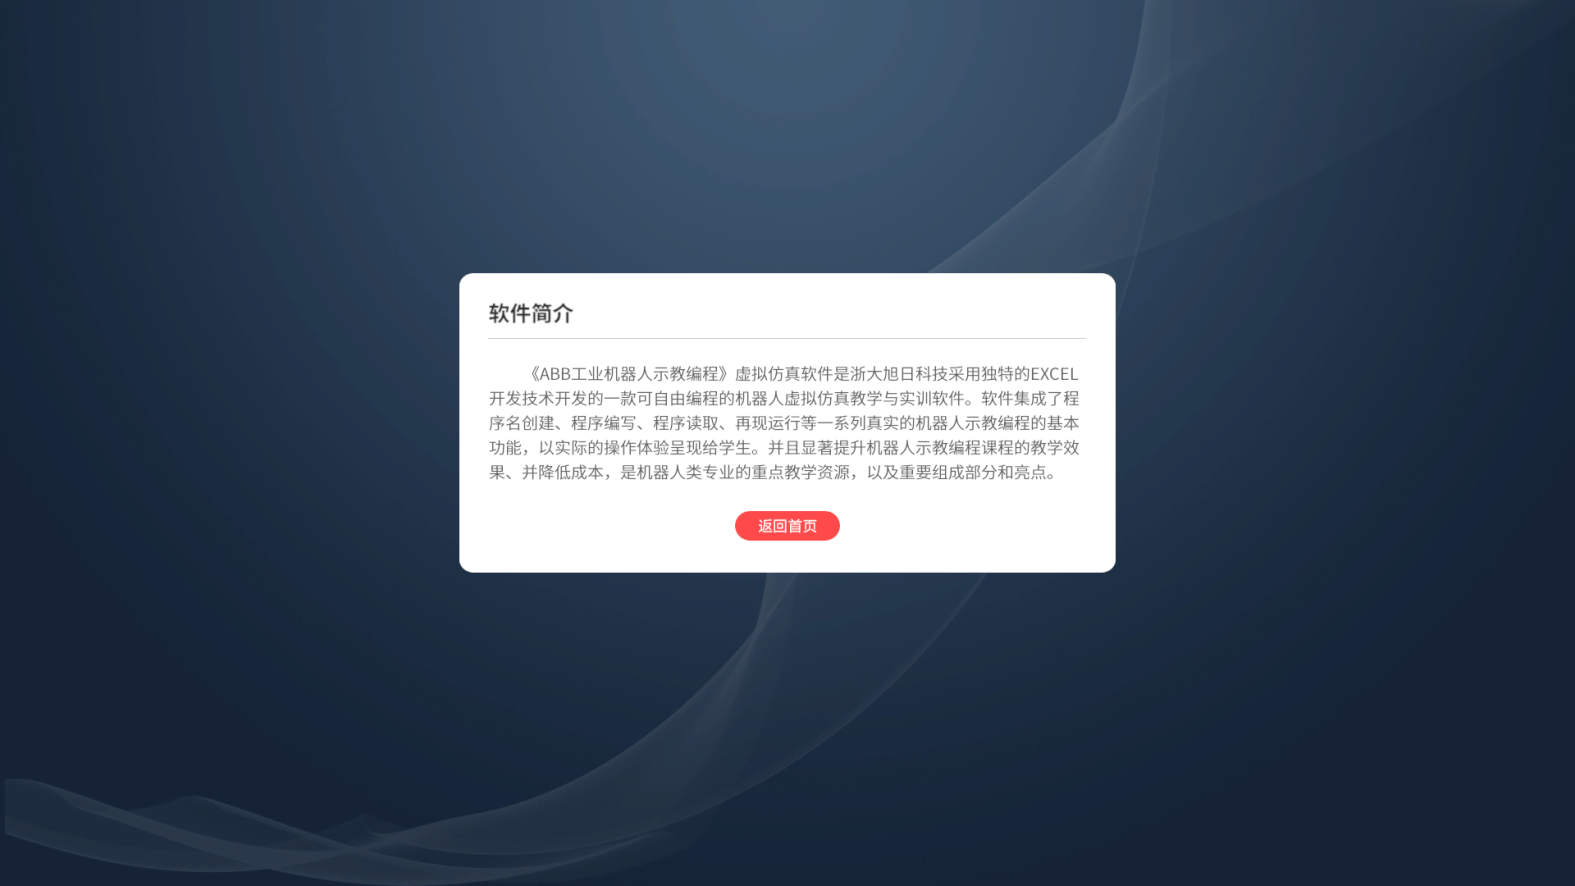 软件简介
《ABB工业机器人示教编程》虚拟仿真软件是浙大旭日科技采用独特的EXCEL
开发技术开发的一款可自由编程的机器人虚拟仿真教学与实训软件。软件集成了程
序名创建、程序编写、程序读取、再现运行等一系列真实的机器人示教编程的基本
功能，以实际的操作体验呈现给学生。并且显著提升机器人示教编程课程的教学效
果、并降低成本，是机器人类专业的重点教学资源，以及重要组成部分和亮点。
返回首页